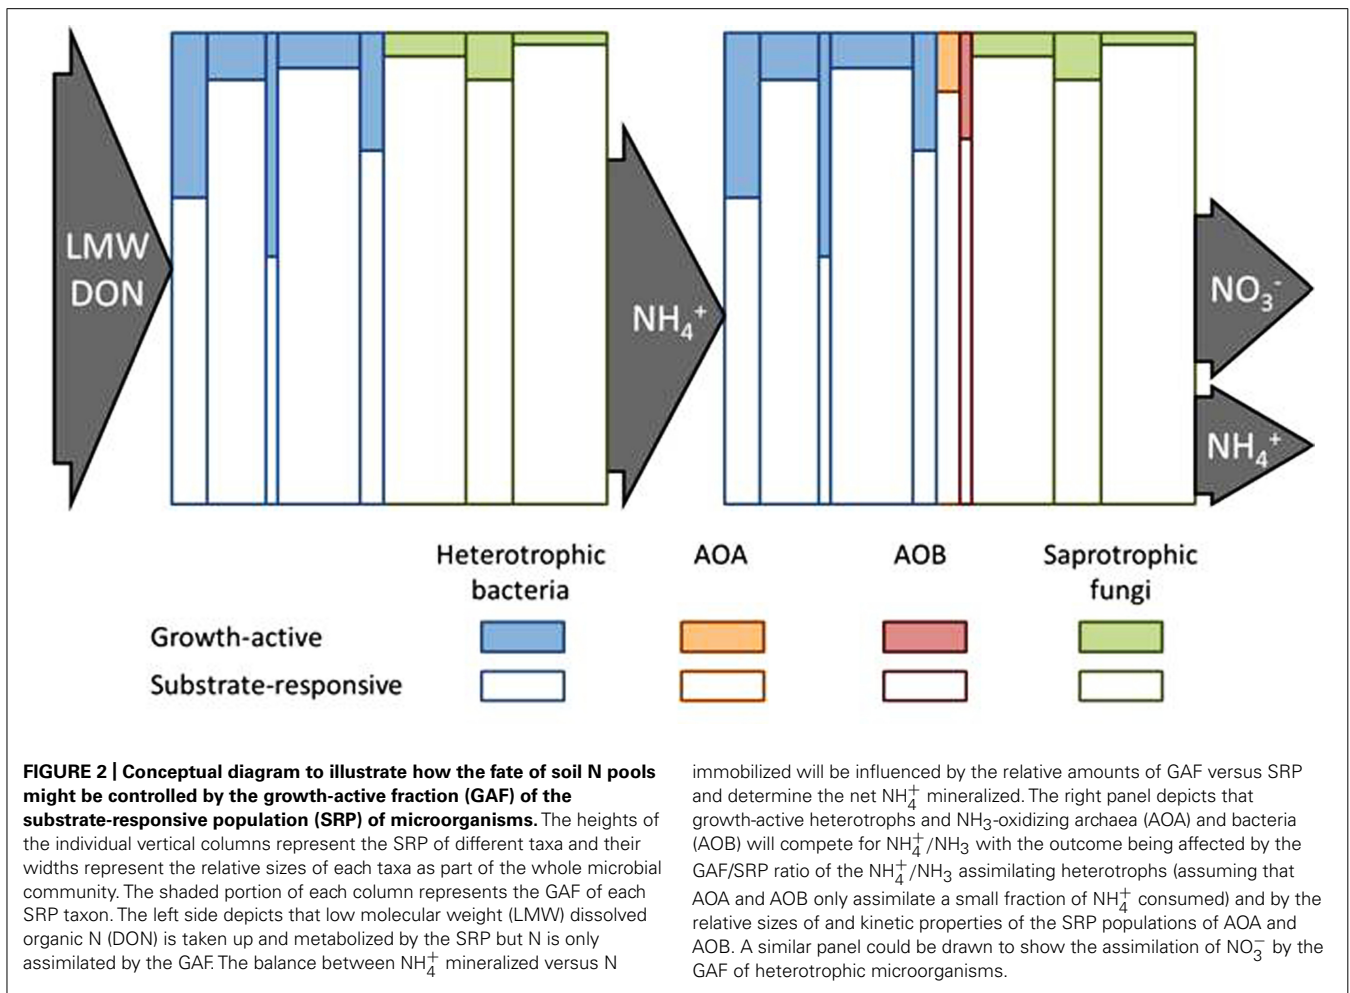 LMW
DON
NH₄⁺
NO₃⁻
NH₄⁺
Heterotrophic
bacteria
AOA
AOB
Saprotrophic
fungi
Growth-active
Substrate-responsive
FIGURE 2 | Conceptual diagram to illustrate how the fate of soil N pools
might be controlled by the growth-active fraction (GAF) of the
substrate-responsive population (SRP) of microorganisms. The heights of
the individual vertical columns represent the SRP of different taxa and their
widths represent the relative sizes of each taxa as part of the whole microbial
community. The shaded portion of each column represents the GAF of each
SRP taxon. The left side depicts that low molecular weight (LMW) dissolved
organic N (DON) is taken up and metabolized by the SRP but N is only
assimilated by the GAF. The balance between NH₄⁺ mineralized versus N
immobilized will be influenced by the relative amounts of GAF versus SRP
and determine the net NH₄⁺ mineralized. The right panel depicts that
growth-active heterotrophs and NH₃-oxidizing archaea (AOA) and bacteria
(AOB) will compete for NH₄⁺/NH₃ with the outcome being affected by the
GAF/SRP ratio of the NH₄⁺/NH₃ assimilating heterotrophs (assuming that
AOA and AOB only assimilate a small fraction of NH₄⁺ consumed) and by the
relative sizes of and kinetic properties of the SRP populations of AOA and
AOB. A similar panel could be drawn to show the assimilation of NO₃⁻ by the
GAF of heterotrophic microorganisms.